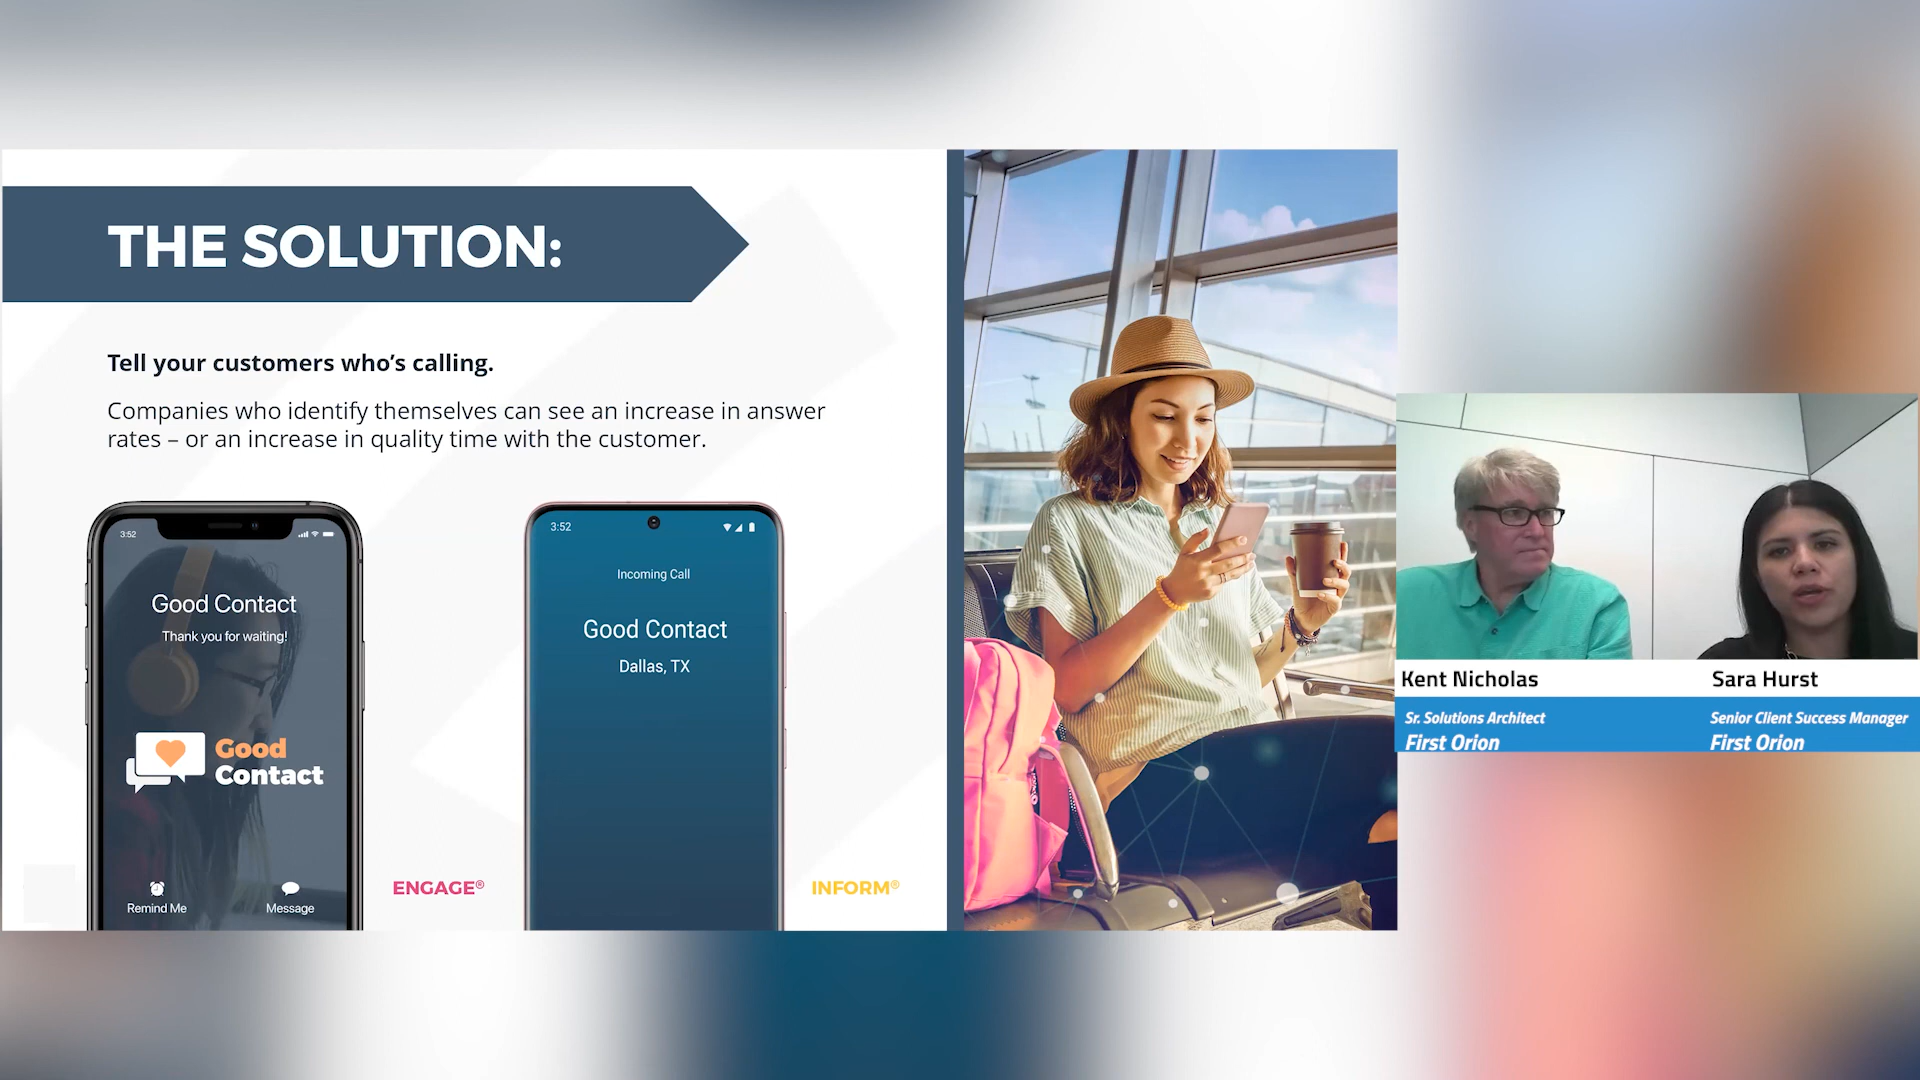 THE SOLUTION:
Tell your customers who's calling.
Companies who identify themselves can see an increase in answer
rates – or an increase in quality time with the customer.
3:52
Good Contact
Thank you for waiting!
Good
Contact
Remind Me
Message
ENGAGE®
3:52
Incoming Call
Good Contact
Dallas, TX
INFORM®
Kent Nicholas
Sr. Solutions Architect
First Orion
Sara Hurst
Senior Client Success Manager
First Orion